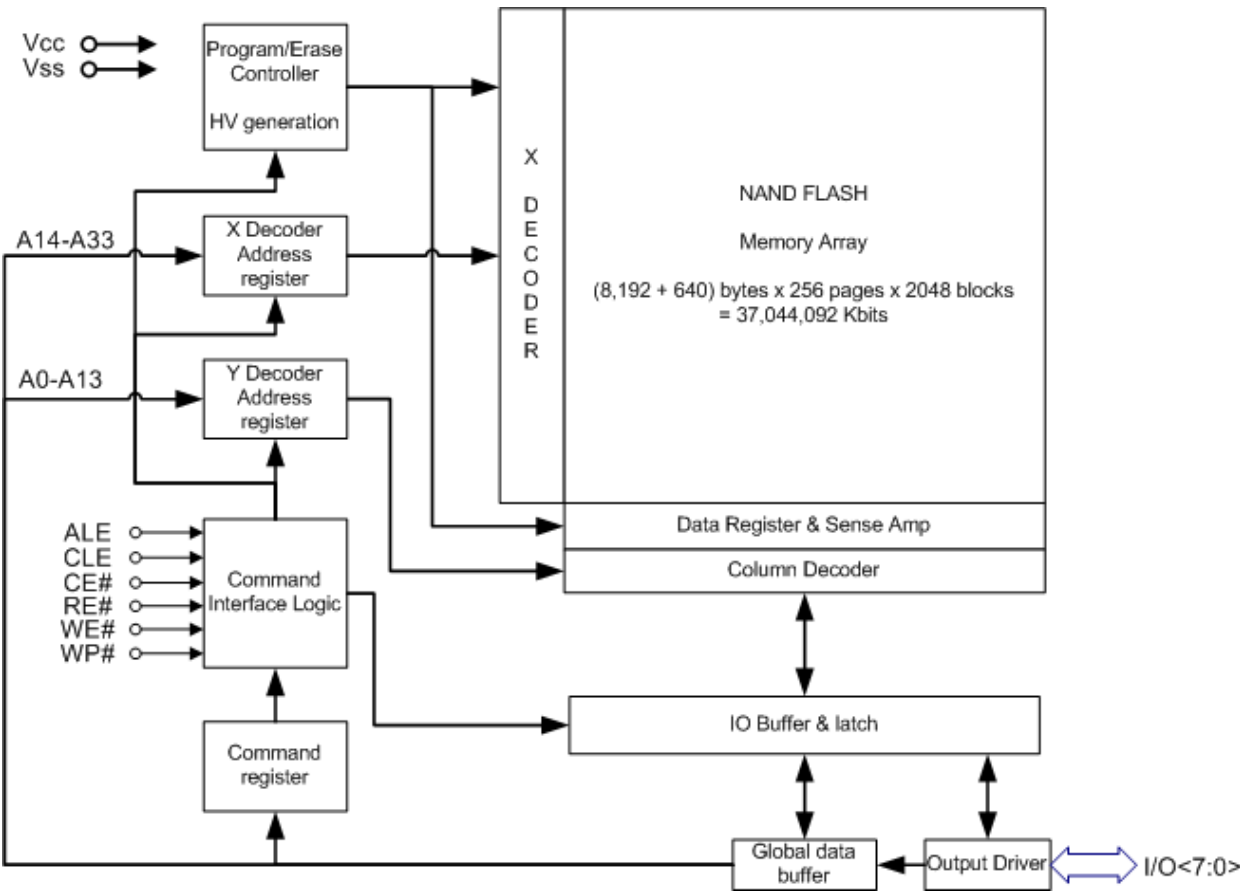 Vcc
Vss
Program/Erase
Controller
HV generation
A14-A33
X Decoder
Address
register
A0-A13
Y Decoder
Address
register
X DECODER
NAND FLASH
Memory Array
(8,192 + 640) bytes x 256 pages x 2048 blocks
= 37,044,092 Kbits
Data Register & Sense Amp
Column Decoder
ALE
CLE
CE#
RE#
WE#
WP#
Command
Interface Logic
IO Buffer & latch
Command
register
Global data
buffer
Output Driver
I/O<7:0>